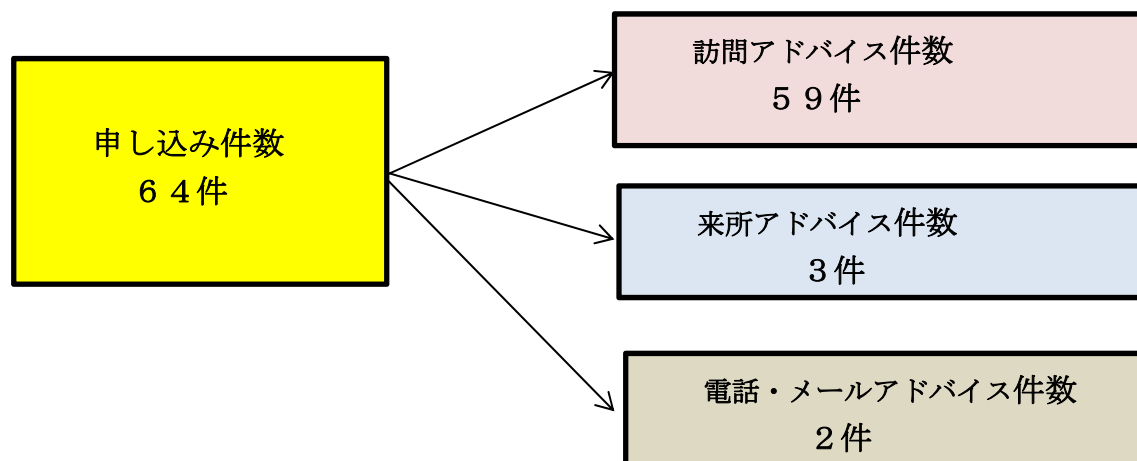 申し込み件数
６４件
訪問アドバイス件数
５９件
来所アドバイス件数
３件
電話・メールアドバイス件数
２件